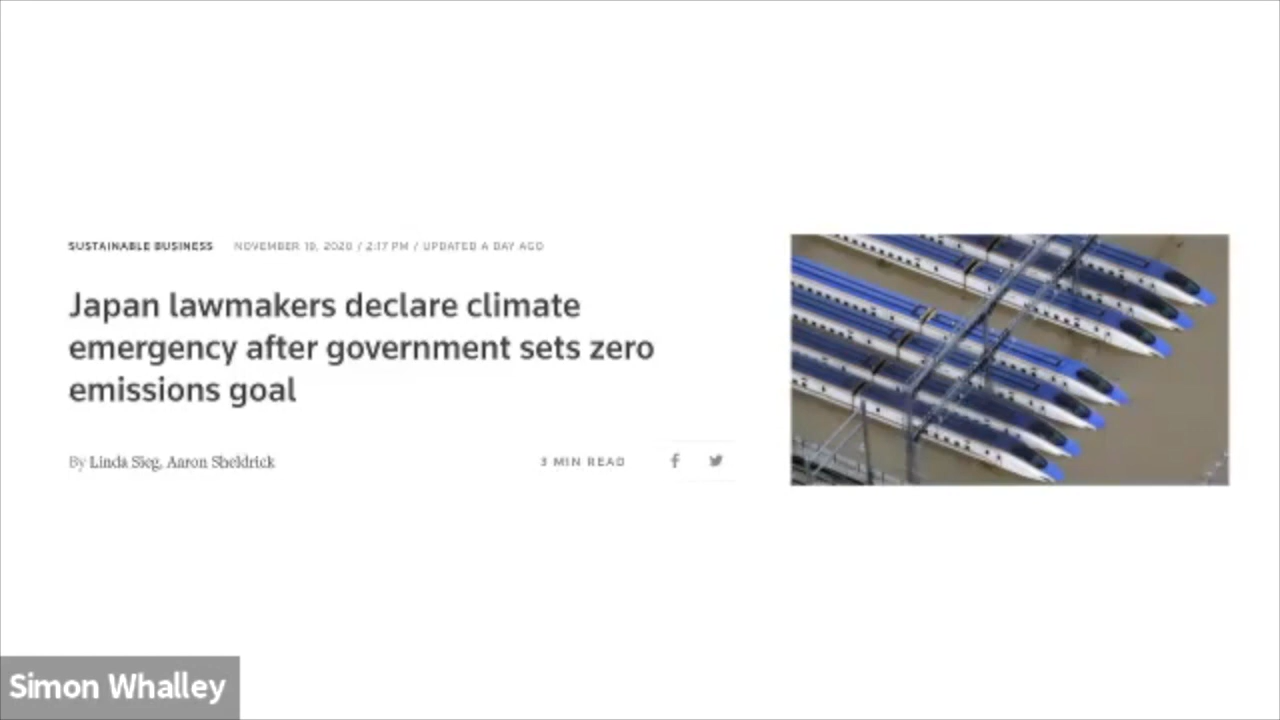 SUSTAINABLE BUSINESS NOVEMBER 19, 2020 / 2:17 PM / UPDATED A DAY AGO
Japan lawmakers declare climate
emergency after government sets zero
emissions goal
By Linda Sieg, Aaron Sheldrick 3 MIN READ
Simon Whalley